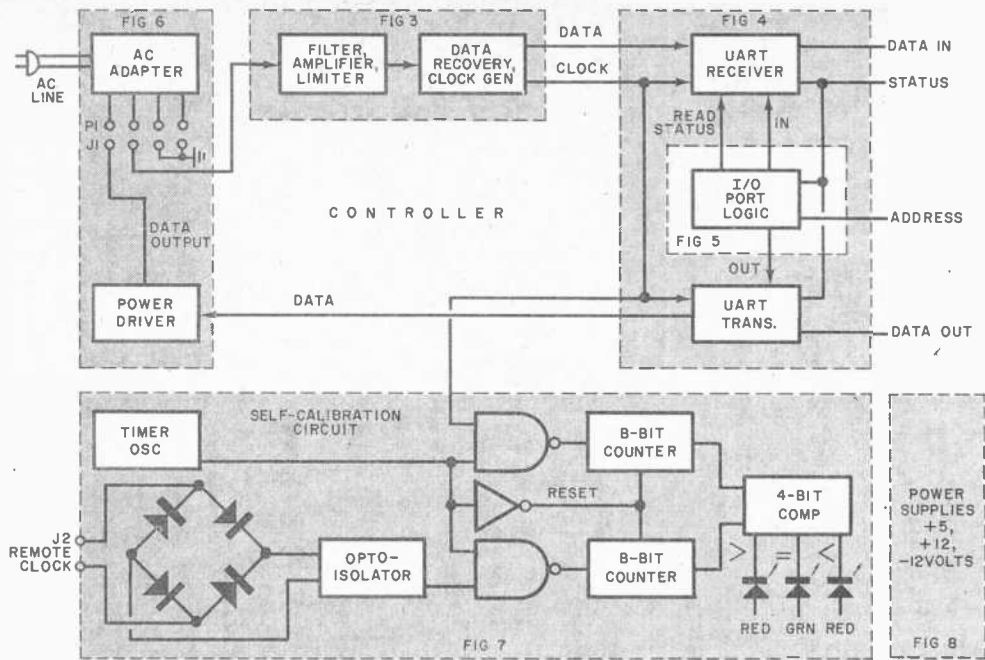 FIG 6
AC
ADAPTER
AC
LINE
P1
J1
DATA
OUTPUT
POWER
DRIVER
FIG 3
FILTER,
AMPLIFIER,
LIMITER
DATA
RECOVERY,
CLOCK GEN
DATA
CLOCK
FIG 4
UART
RECEIVER
DATA IN
STATUS
READ
STATUS
IN
I/O
PORT
LOGIC
FIG 5
ADDRESS
OUT
UART
TRANS.
DATA OUT
CONTROLLER
DATA
SELF-CALIBRATION
CIRCUIT
TIMER
OSC
J2
REMOTE
CLOCK
OPTO-
ISOLATOR
RESET
8-BIT
COUNTER
8-BIT
COUNTER
4-BIT
COMP
> = <
RED GRN RED
FIG 7
POWER
SUPPLIES
+5,
+12,
-12VOLTS
FIG 8